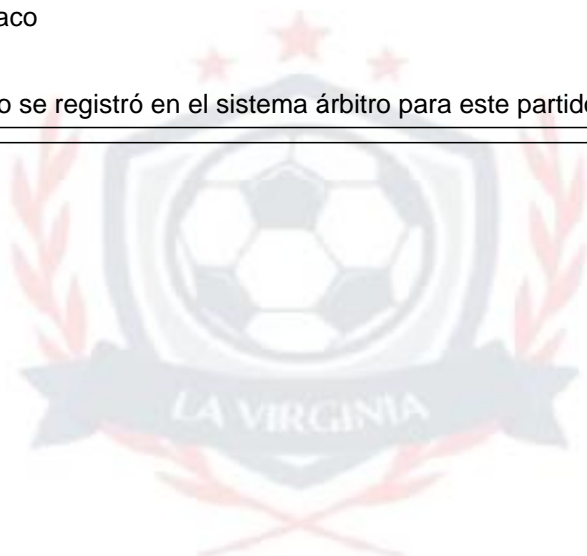 aco
o se registró en el sistema árbitro para este partid
LA VIRGINIA